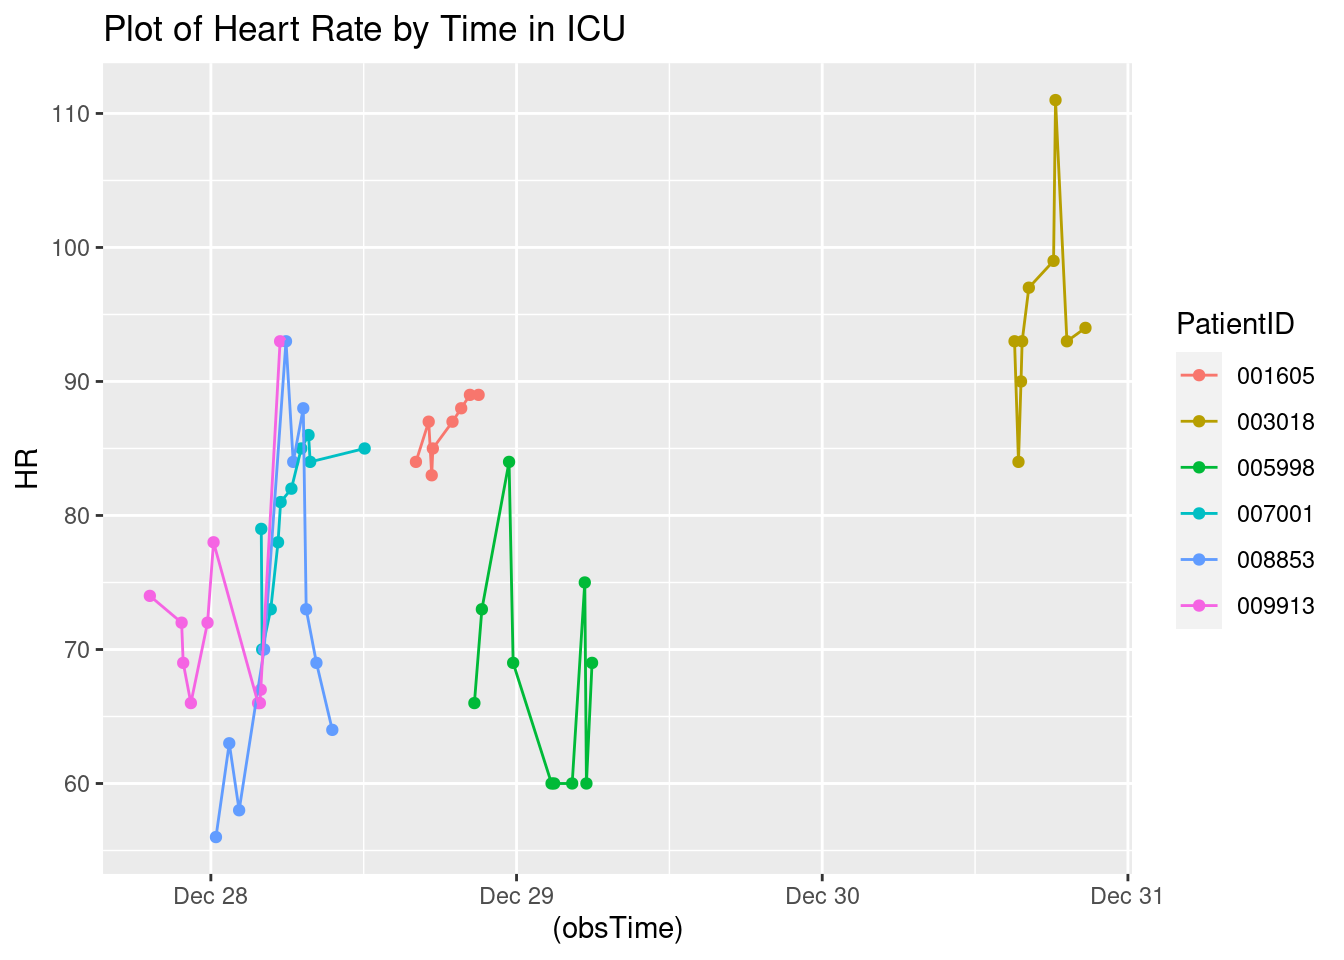 Plot of Heart Rate by Time in ICU
HR
110
100
90
80
70
60
Dec 28
Dec 29
Dec 30
Dec 31
(obsTime)
PatientID
001605
003018
005998
007001
008853
009913